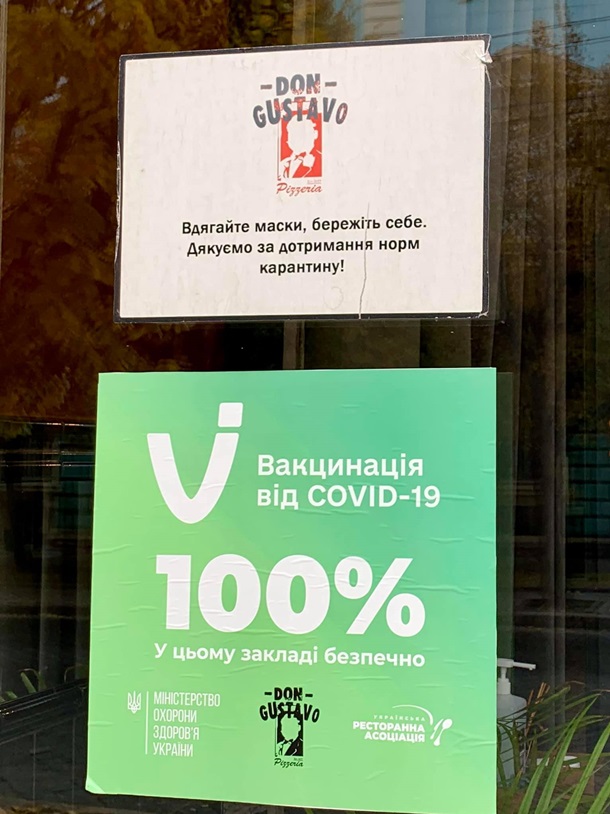 DON
GUSTAVO
Pizzeria
Вдягайте маски, бережіть себе.
Дякуємо за дотримання норм
карантину!
Vi
Вакцинація
від COVID-19
100%
У цьому закладі безпечно
МІНІСТЕРСТВО
ОХОРОНИ
ЗДОРОВ'Я
УКРАЇНИ
DON
GUSTAVO
Pizzeria
УКРАЇНСЬКА
РЕСТОРАННА
АСОЦІАЦІЯ